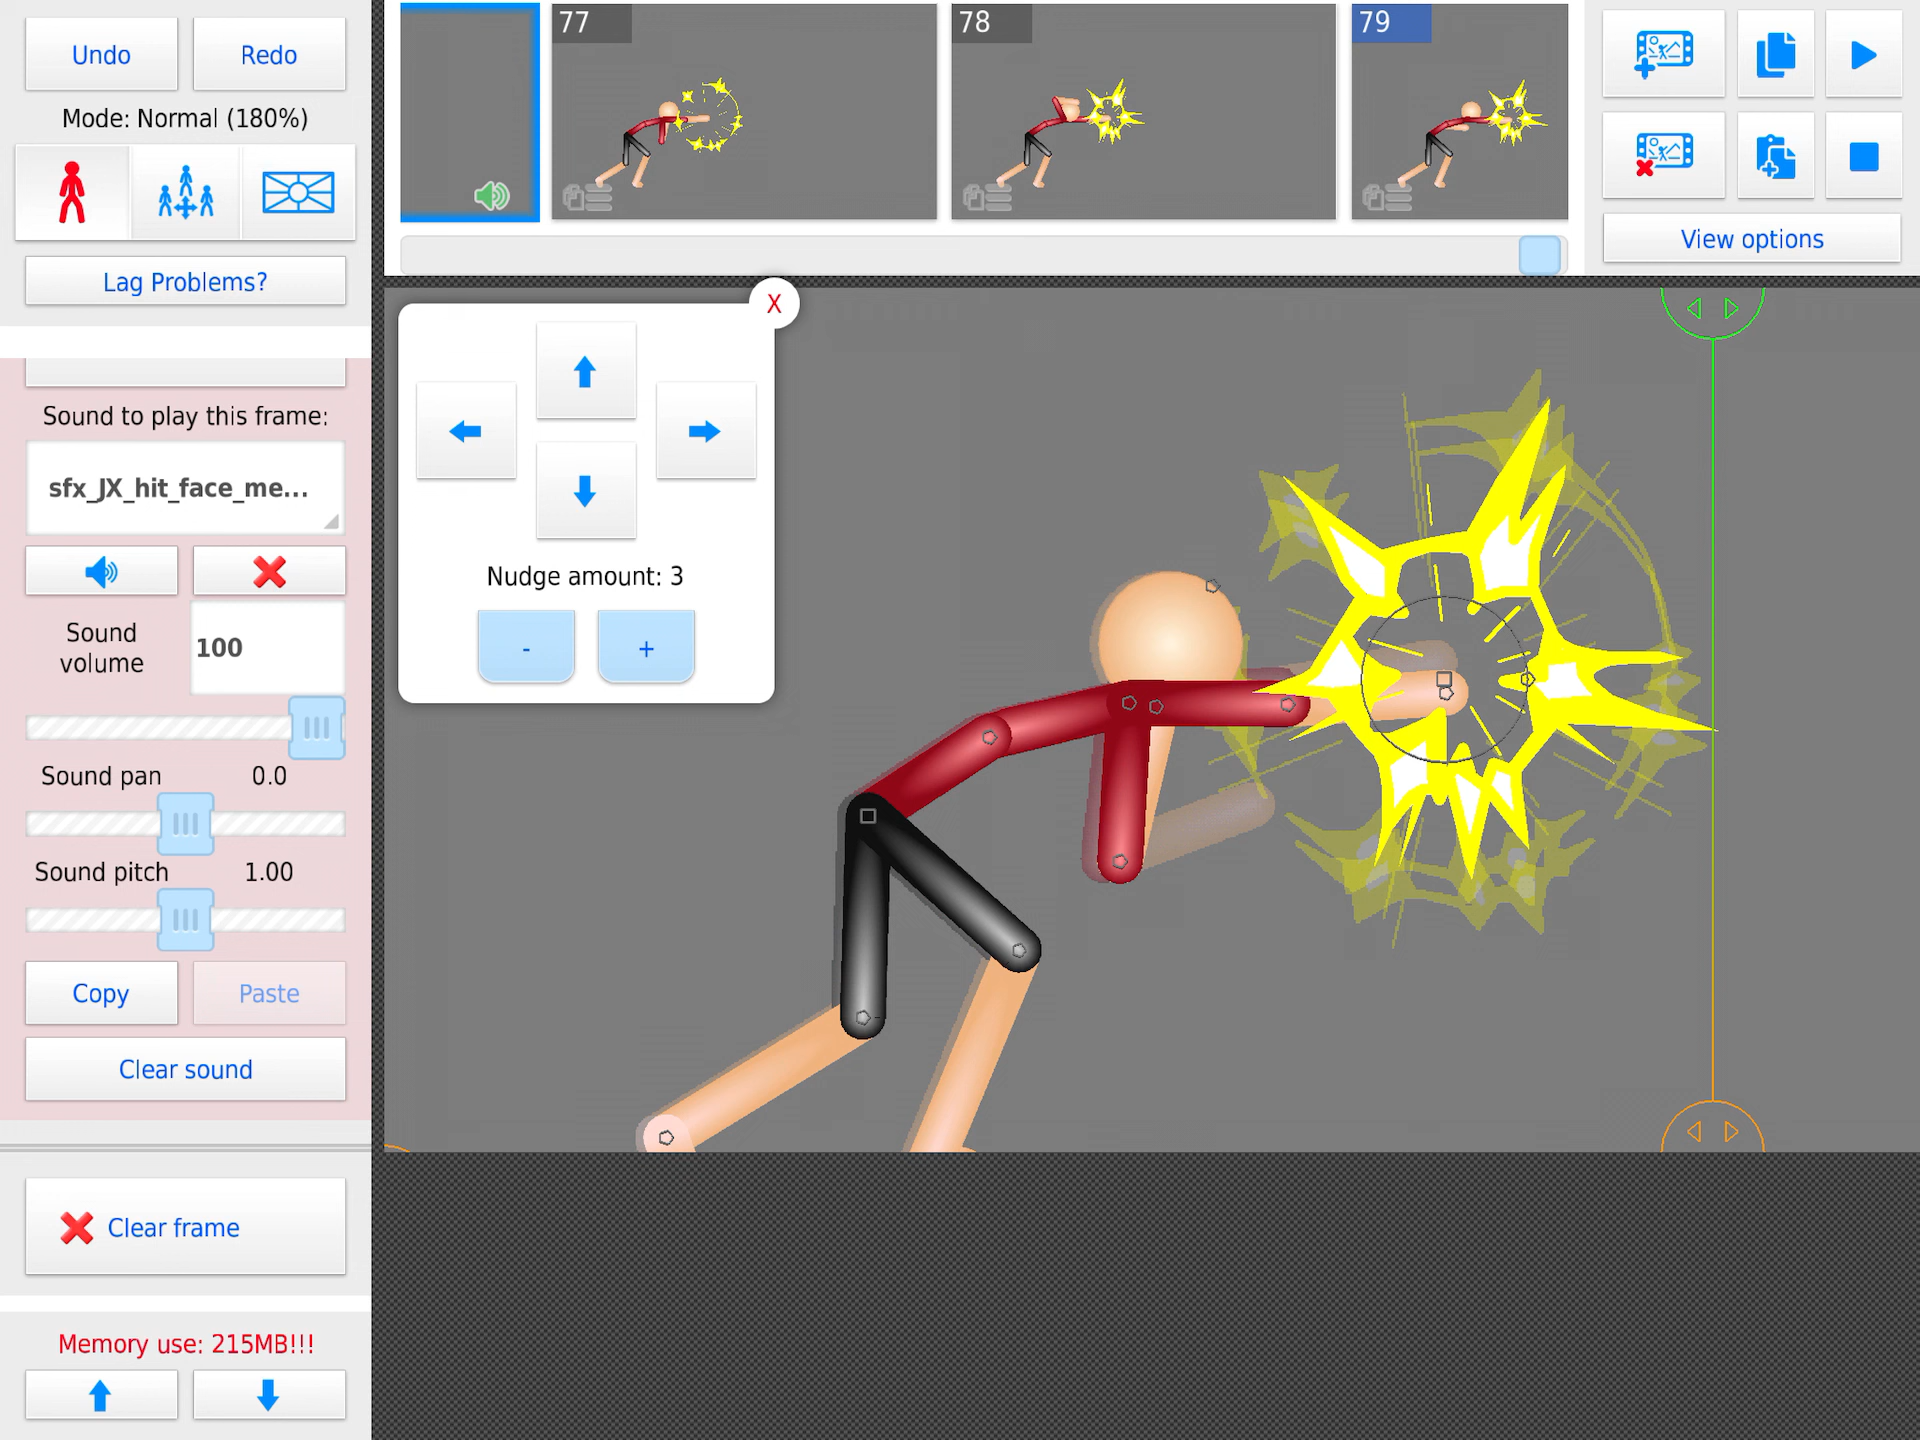 Undo
Redo
Mode: Normal (180%)
Lag Problems?
Sound to play this frame:
sfx_JX_hit_face_me...
Sound volume
100
Sound pan
0.0
Sound pitch
1.00
Copy
Paste
Clear sound
Clear frame
Memory use: 215MB!!!
77
78
79
View options
X
Nudge amount: 3
-
+